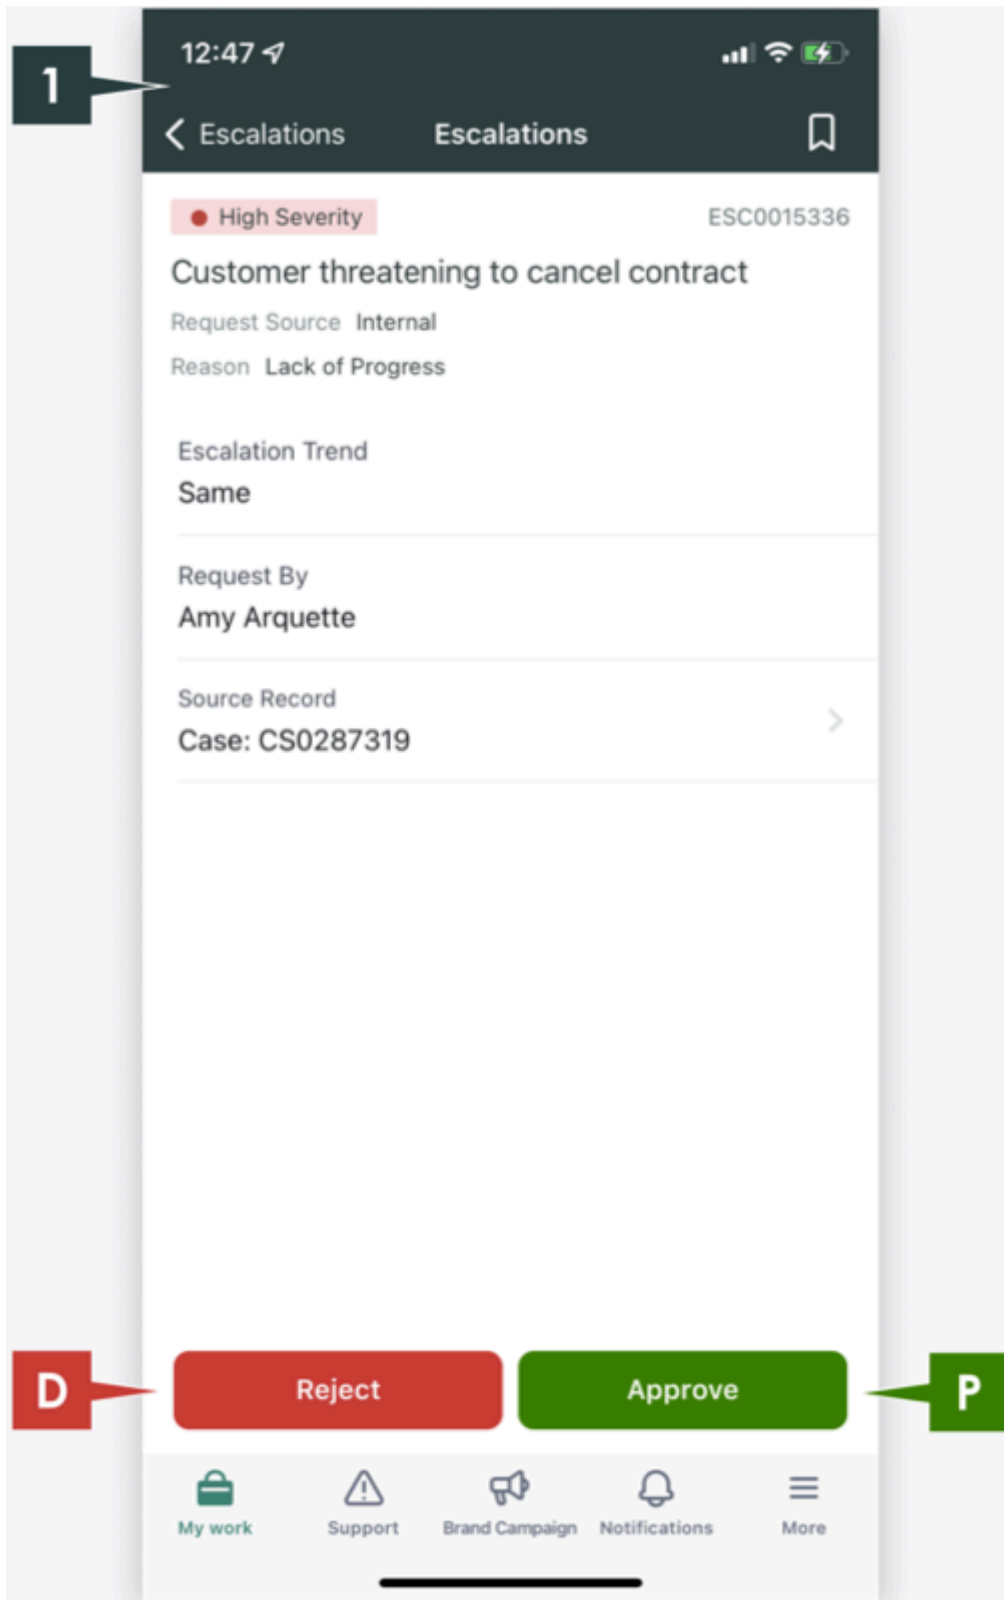 12:47
1
Escalations Escalations
High Severity ESC0015336
Customer threatening to cancel contract
Request Source Internal
Reason Lack of Progress
Escalation Trend
Same
Request By
Amy Arquette
Source Record
Case: CS0287319
D Reject Approve P
My work Support Brand Campaign Notifications More